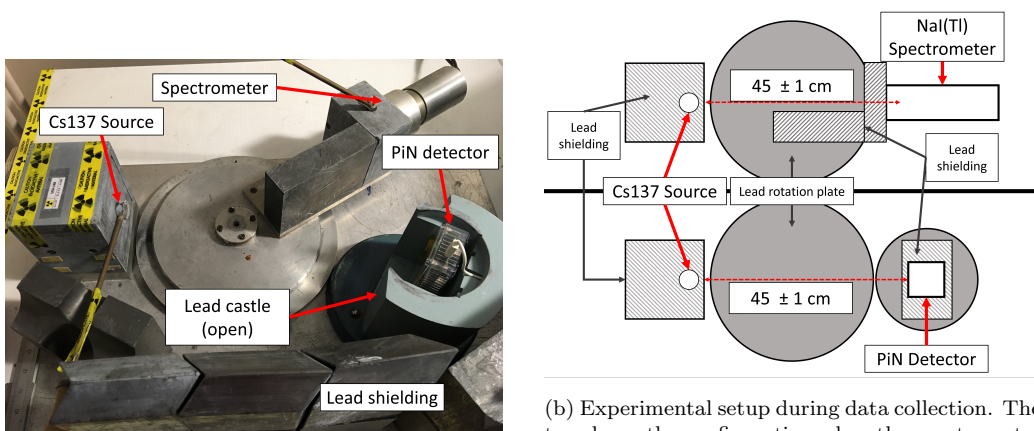 Spectrometer
Cs137 Source
PiN detector
Lead castle
(open)
Lead shielding
NaI(Tl)
Spectrometer
45 ± 1 cm
Lead
shielding
Lead
shielding
Cs137 Source
Lead rotation plate
45 ± 1 cm
PiN Detector
(b) Experimental setup during data collection. The